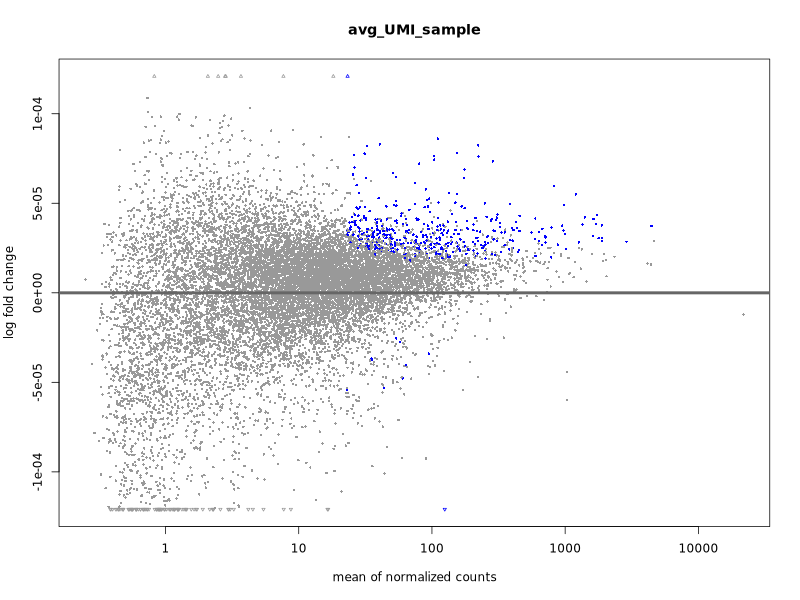 avg_UMI_sample
1e-04
5e-05
0e+00
-5e-05
-1e-04
log fold change
1 10 100 1000 10000
mean of normalized counts